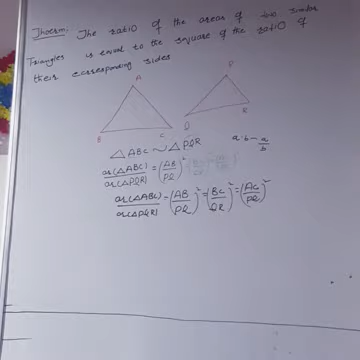 Theorem: The ratio of the areas of two similar
Triangles is equal to the square of the ratio of
their corresponding sides
A
B
C
P
Q
R
△ABC ~ △PQR
a:b = a/b
ar(△ABC)/ar(△PQR) = (AB/PQ)²
ar(△ABC)/ar(△PQR) = (AB/PQ)² = (BC/QR)² = (AC/PR)²